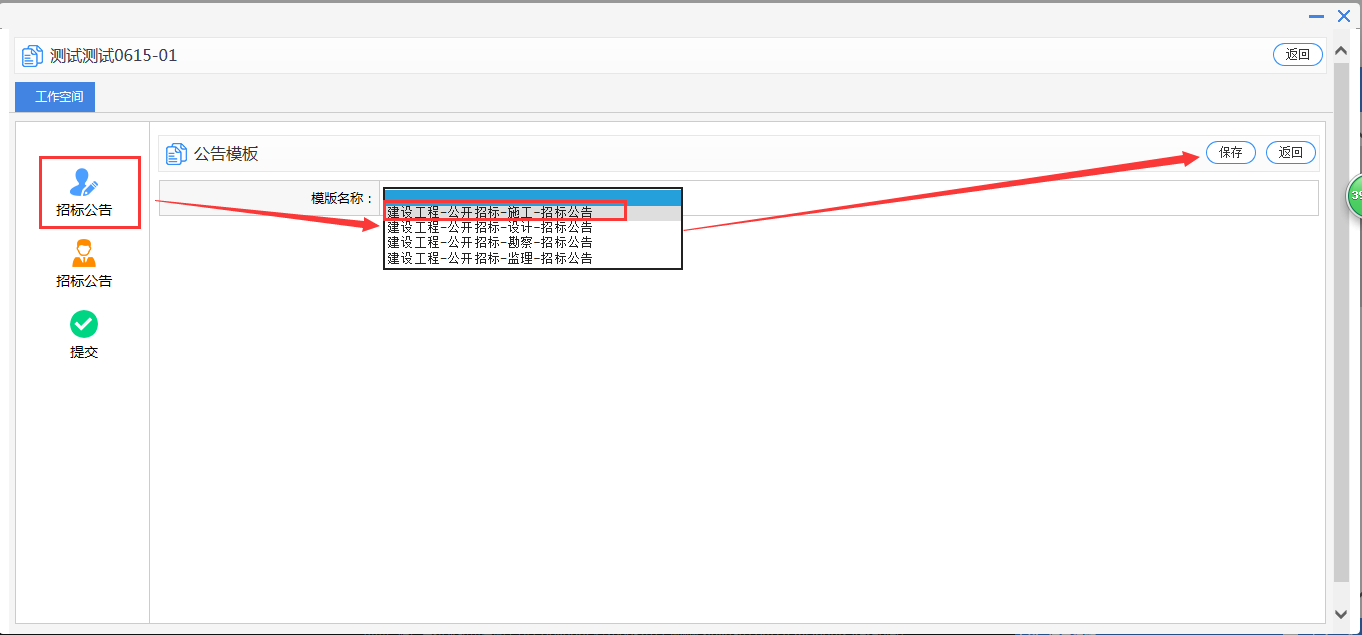 测试测试0615-01
返回
工作空间
招标公告
招标公告
提交
公告模板
保存 返回
模版名称：
建设工程-公开招标-施工-招标公告
建设工程-公开招标-设计-招标公告
建设工程-公开招标-勘察-招标公告
建设工程-公开招标-监理-招标公告